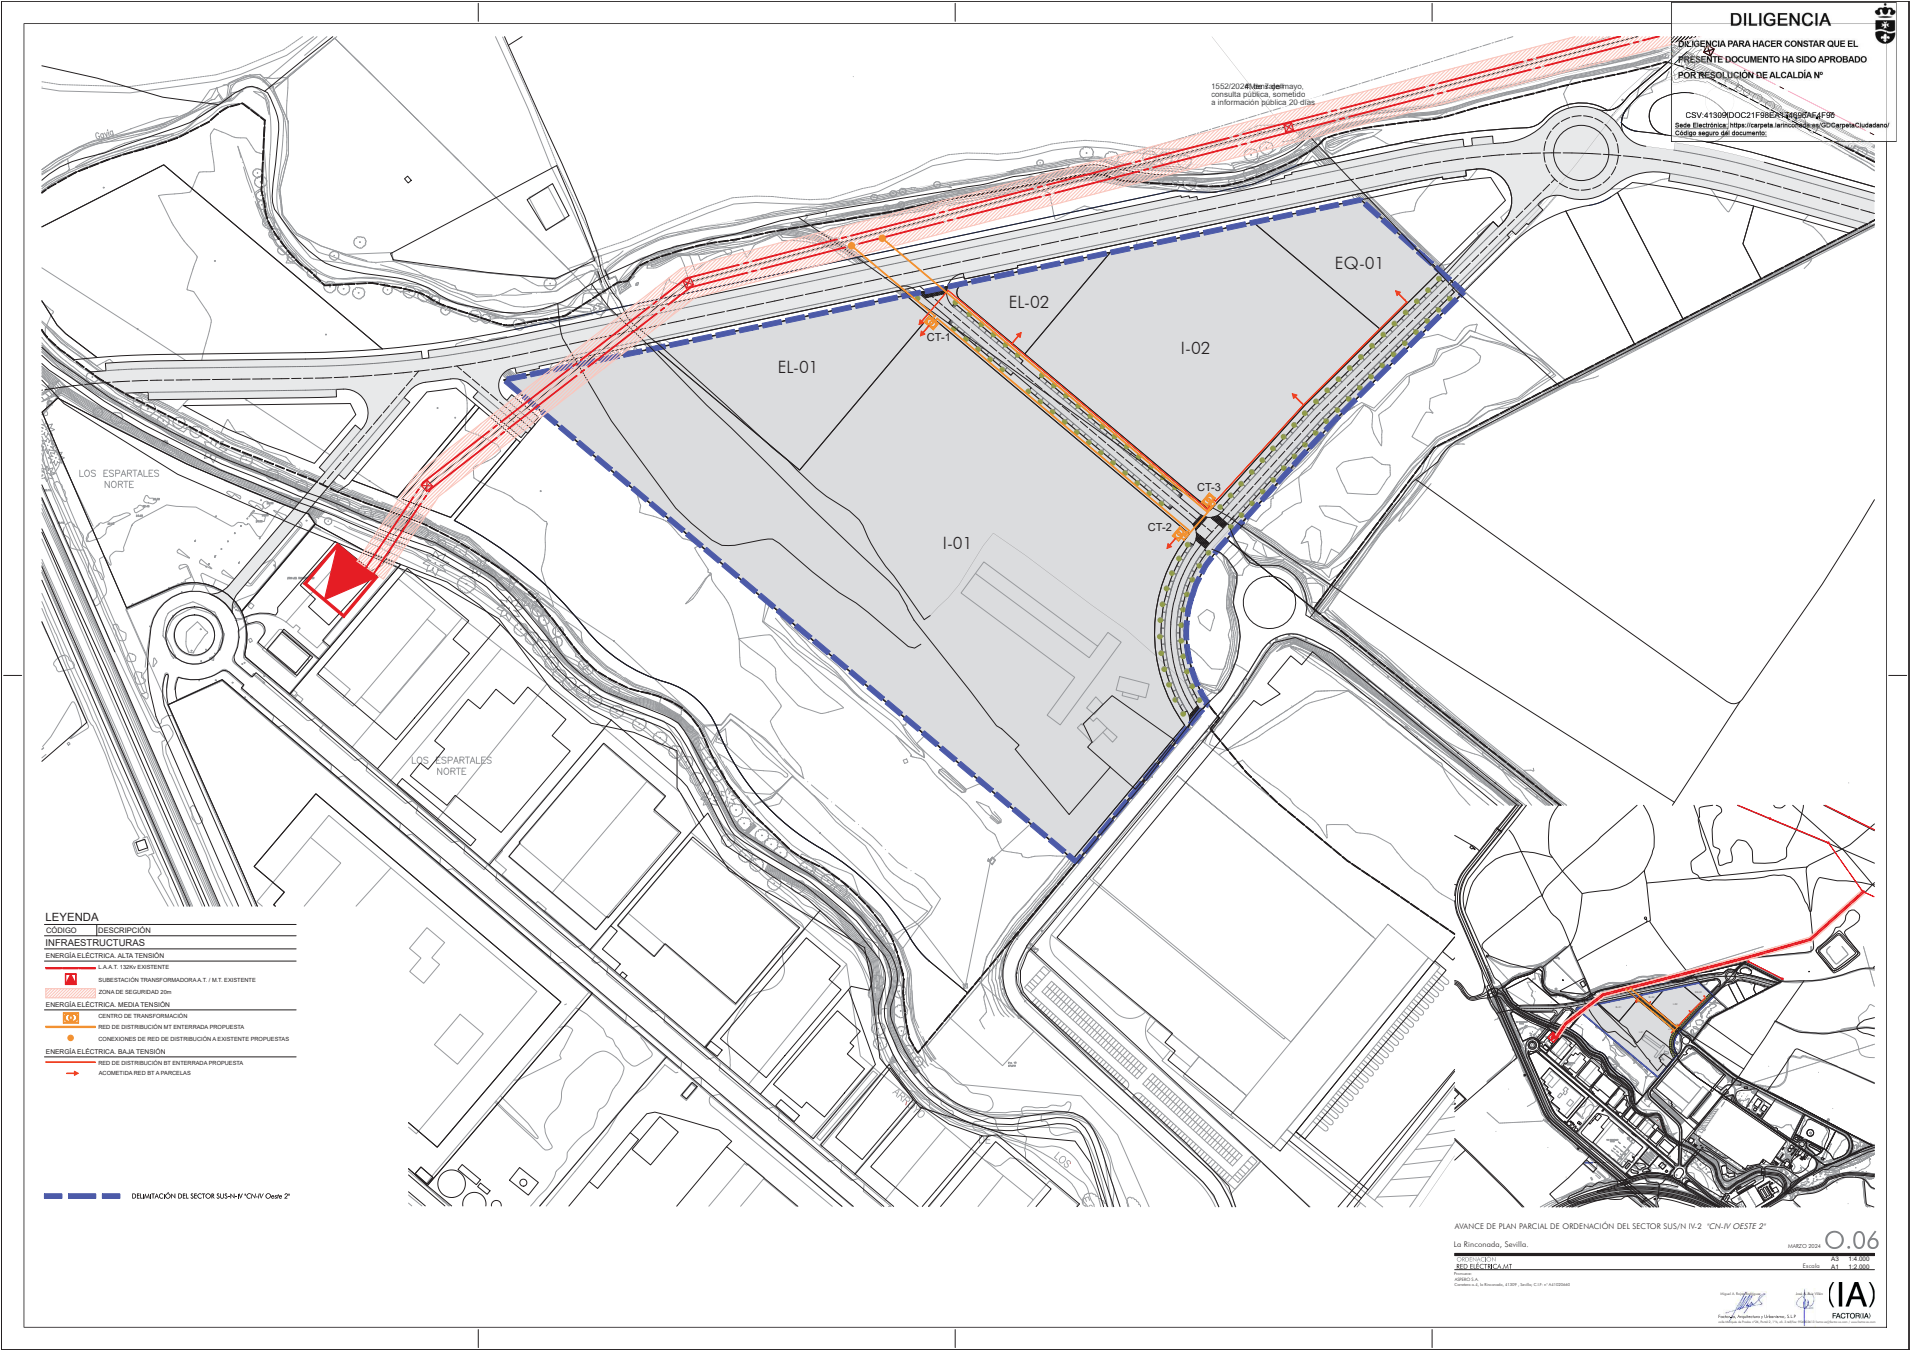 DILIGENCIA
DILIGENCIA PARA HACER CONSTAR QUE EL
PRESENTE DOCUMENTO HA SIDO APROBADO
POR RESOLUCIÓN DE ALCALDÍA Nº
1552/2024
mayo,
consulta pública, sometido
a información pública 20 días
Sede Electrónica: https://carpeta.larinconada.es/GDCarpetaCiudadano/
Código seguro del documento:
EQ-01
EL-02
CT-1
I-02
EL-01
LOS ESPARTALES
NORTE
CT-3
CT-2
I-01
LOS ESPARTALES
NORTE
LOS
LEYENDA
CÓDIGO DESCRIPCIÓN
INFRAESTRUCTURAS
ENERGÍA ELÉCTRICA. ALTA TENSIÓN
L.A.A.T. 132Kv EXISTENTE
SUBESTACIÓN TRANSFORMADORA A.T. / M.T. EXISTENTE
ZONA DE SEGURIDAD 20m
ENERGÍA ELÉCTRICA. MEDIA TENSIÓN
CENTRO DE TRANSFORMACIÓN
RED DE DISTRIBUCIÓN MT ENTERRADA PROPUESTA
CONEXIONES DE RED DE DISTRIBUCIÓN A EXISTENTE PROPUESTAS
ENERGÍA ELÉCTRICA. BAJA TENSIÓN
RED DE DISTRIBUCIÓN BT ENTERRADA PROPUESTA
ACOMETIDA RED BT A PARCELAS
DELIMITACIÓN DEL SECTOR SUS-N-IV "CN-IV Oeste 2"
AVANCE DE PLAN PARCIAL DE ORDENACIÓN DEL SECTOR SUS/N IV-2 "CN-IV OESTE 2"
La Rinconada, Sevilla.
MARZO 2024 O.06
ORDENACIÓN
RED ELÉCTRICA.MT
Escala
A3 1:4.000
A1 1:2.000
(IA)
FACTOR(IA)